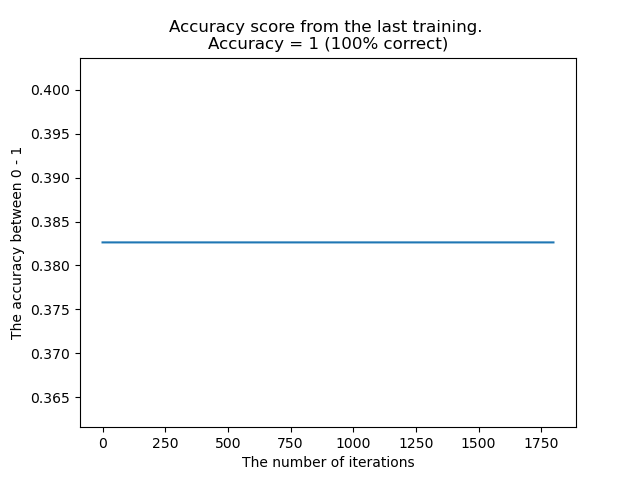 Accuracy score from the last training.
Accuracy = 1 (100% correct)
0.400
0.395
0.390
0.385
0.380
0.375
0.370
0.365
The accuracy between 0 - 1
0 250 500 750 1000 1250 1500 1750
The number of iterations